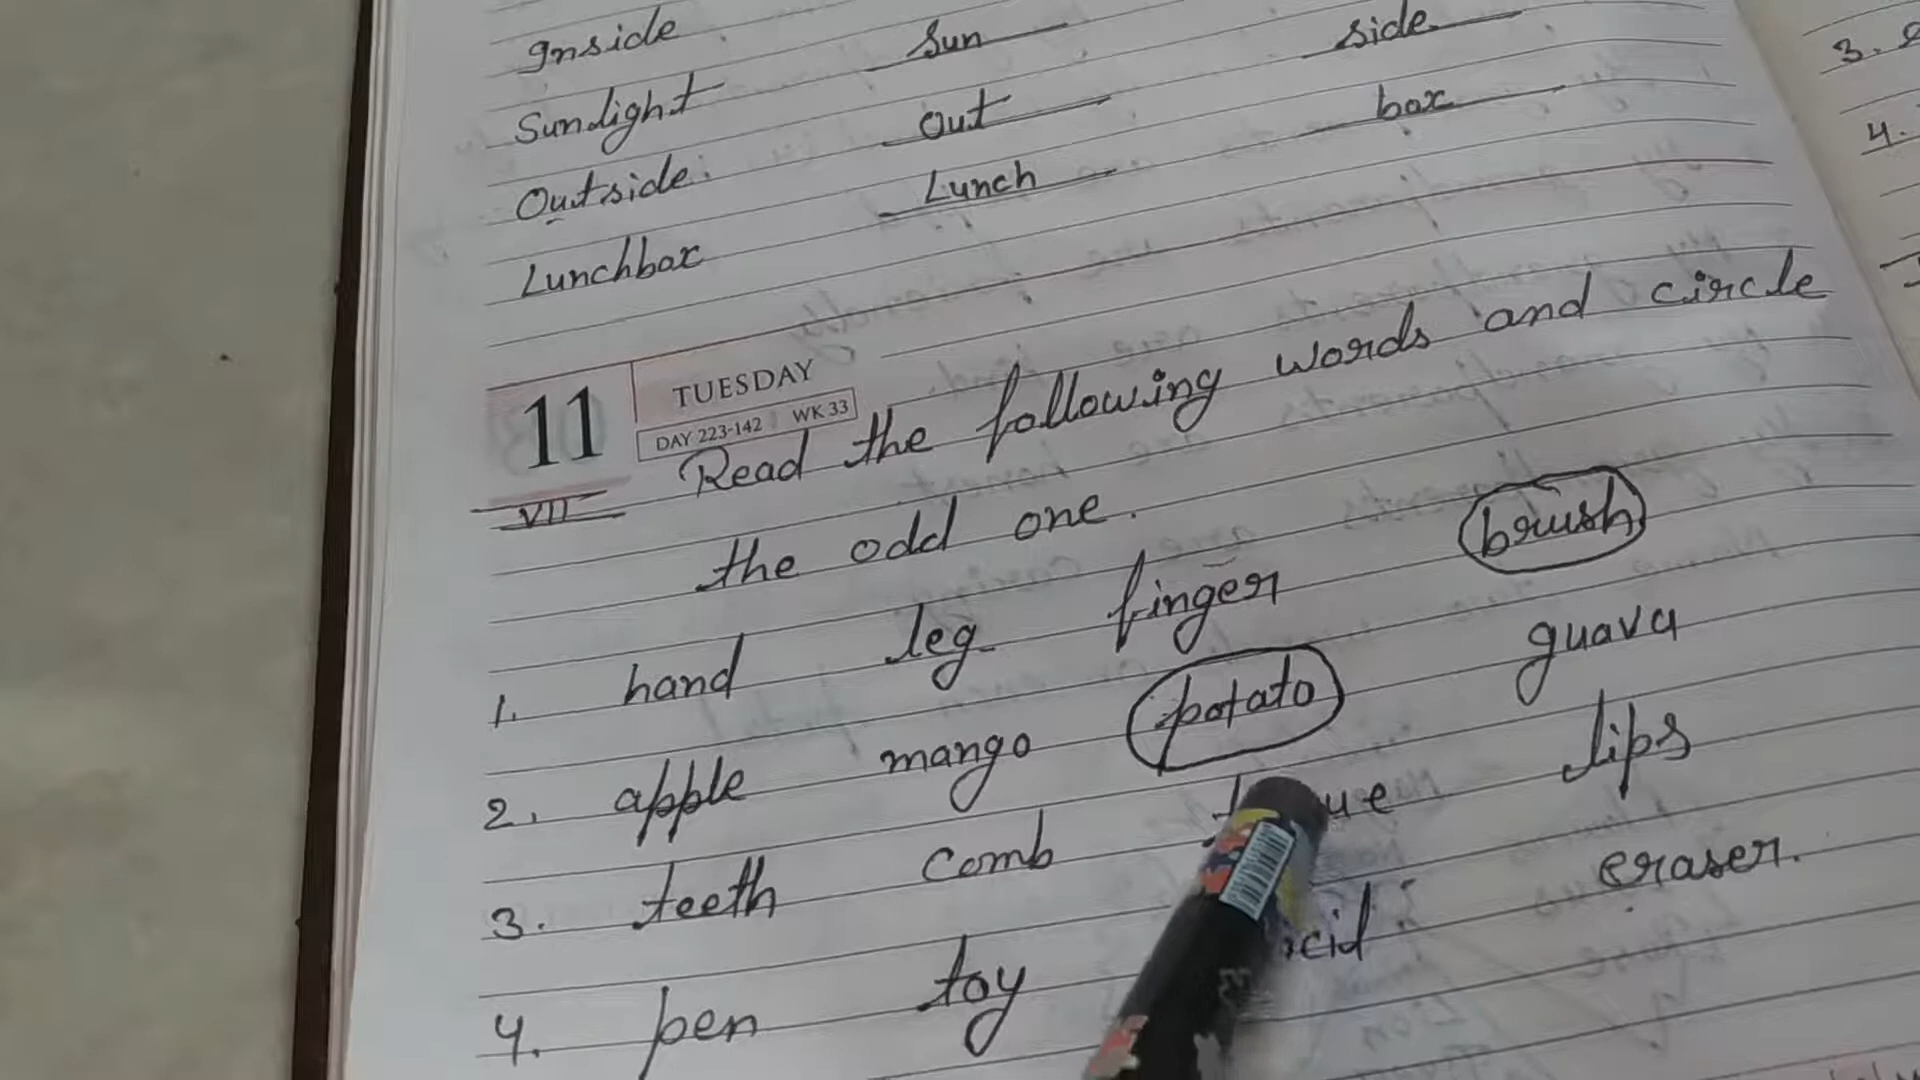 Inside Sun side
Sunlight Out box
Outside: Lunch
Lunchbox
11 TUESDAY
DAY 223-142 WK 33
VII Read the following words and circle
the odd one.
1. hand leg finger brush
2. apple mango potato guava
3. teeth comb lips
4. pen toy eraser.
3.
4.